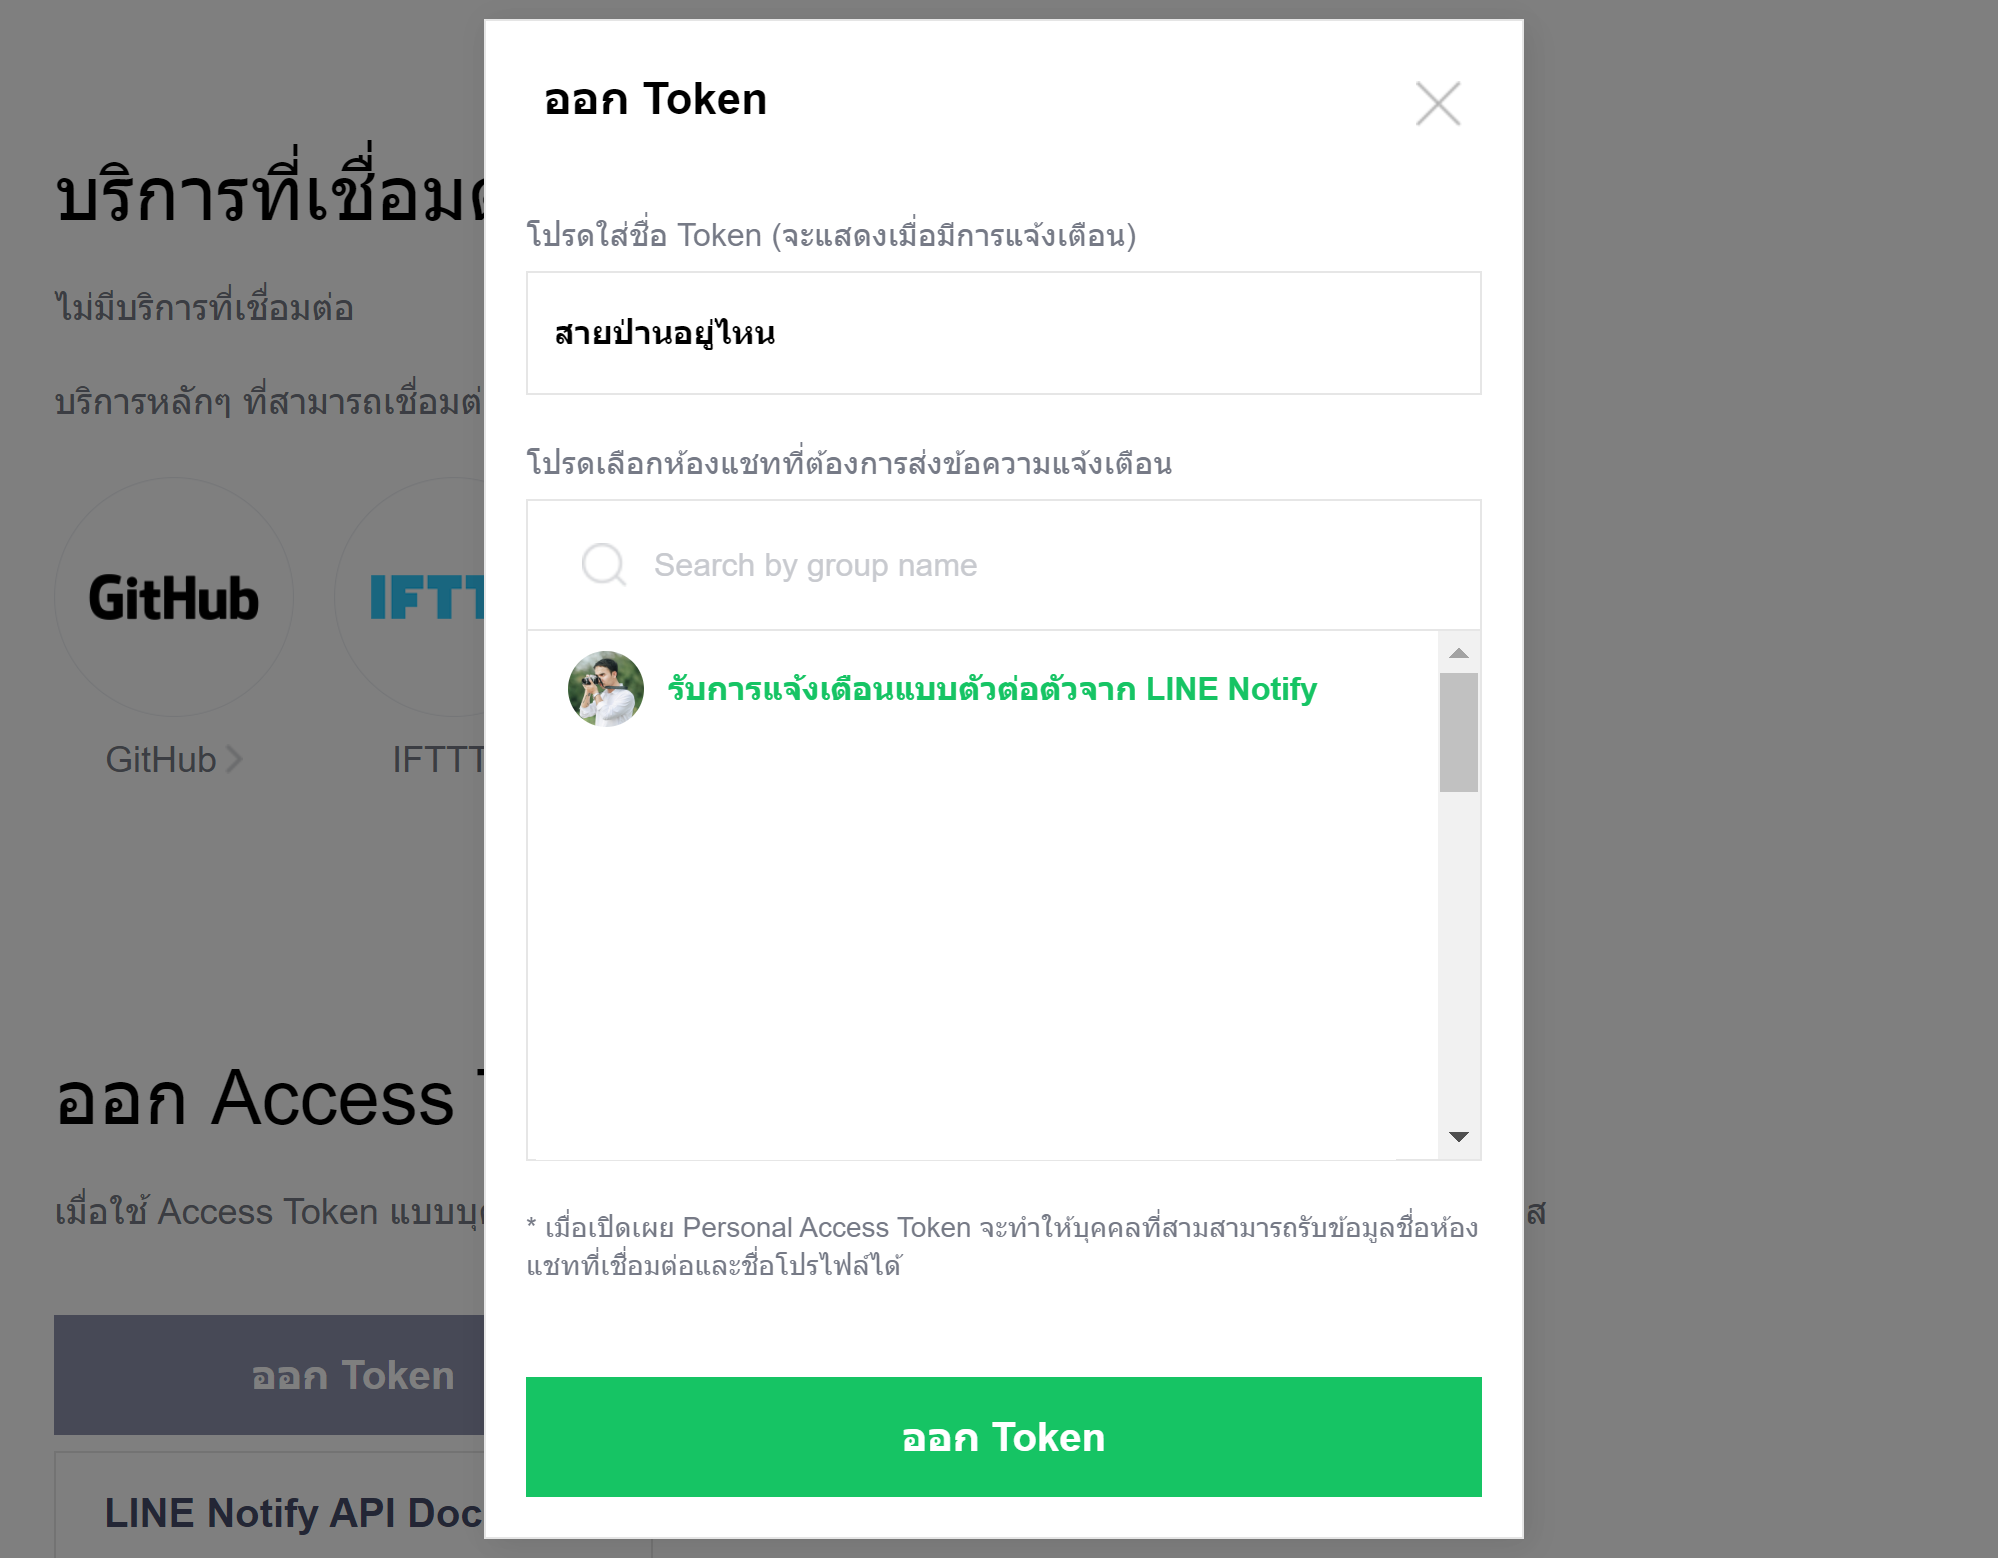 ออก Token
โปรดใส่ชื่อ Token (จะแสดงเมื่อมีการแจ้งเตือน)
สายป่านอยู่ไหน
โปรดเลือกห้องแชทที่ต้องการส่งข้อความแจ้งเตือน
Search by group name
รับการแจ้งเตือนแบบตัวต่อตัวจาก LINE Notify
* เมื่อเปิดเผย Personal Access Token จะทำให้บุคคลที่สามสามารถรับข้อมูลชื่อห้อง
แชทที่เชื่อมต่อและชื่อโปรไฟล์ได้
ออก Token
บริการที่เชื่อม
ไม่มีบริการที่เชื่อมต่อ
บริการหลักๆ ที่สามารถเชื่อมต่
GitHub
IFTT
GitHub
IFTTT
ออก Access
เมื่อใช้ Access Token แบบบุ
ส
ออก Token
LINE Notify API Doc